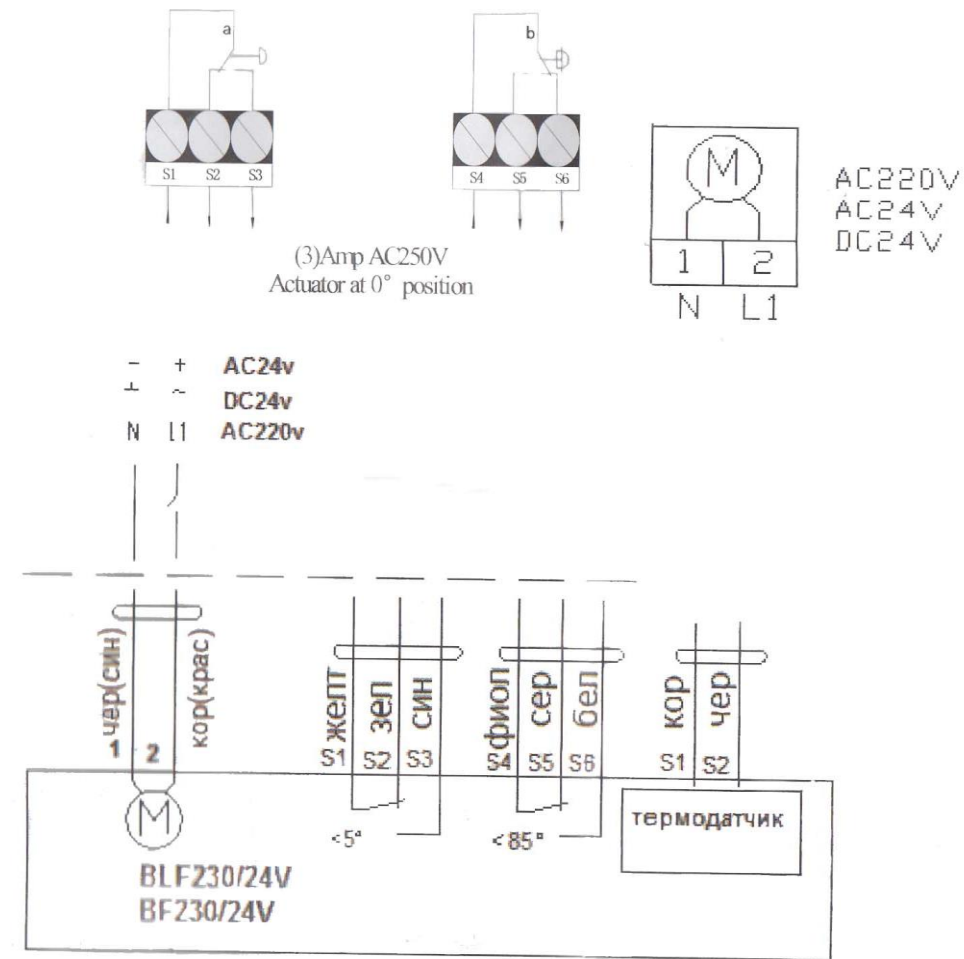 a
b
S1 S2 S3
S4 S5 S6
(3)Amp AC250V
Actuator at 0° position
M
1 2
N L1
AC220V
AC24V
DC24V
- + AC24v
⊥ ~ DC24v
N L1 AC220v
чер(син)
кор(крас)
1 2
желт
зел
син
S1 S2 S3
фиол
сер
бел
S4 S5 S6
кор
чер
S1 S2
M
<5°
<85°
термодатчик
BLF230/24V
BF230/24V